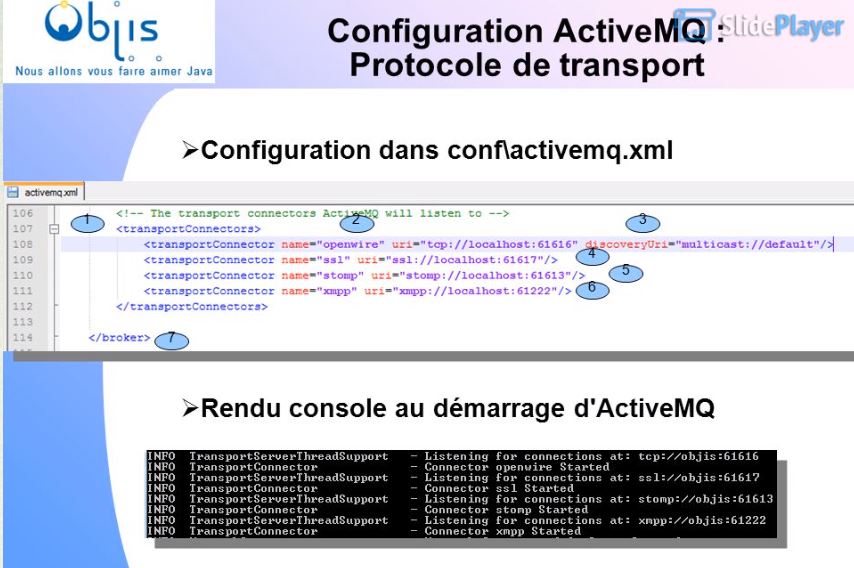 Objis
Nous allons vous faire aimer Java
SlidePlayer
Configuration ActiveMQ :
Protocole de transport
➢Configuration dans conf\activemq.xml
activemq.xml
1 2 3
106 <!-- The transport connectors ActiveMQ will listen to -->
107 <transportConnectors>
108 <transportConnector name="openwire" uri="tcp://localhost:61616" discoveryUri="multicast://default"/>
4
109 <transportConnector name="ssl" uri="ssl://localhost:61617"/>
5
110 <transportConnector name="stomp" uri="stomp://localhost:61613"/>
111 <transportConnector name="xmpp" uri="xmpp://localhost:61222"/> 6
112 </transportConnectors>
113
114 </broker> 7
➢Rendu console au démarrage d'ActiveMQ
INFO TransportServerThreadSupport - Listening for connections at: tcp://objis:61616
INFO TransportConnector - Connector openwire Started
INFO TransportServerThreadSupport - Listening for connections at: ssl://objis:61617
INFO TransportConnector - Connector ssl Started
INFO TransportServerThreadSupport - Listening for connections at: stomp://objis:61613
INFO TransportConnector - Connector stomp Started
INFO TransportServerThreadSupport - Listening for connections at: xmpp://objis:61222
INFO TransportConnector - Connector xmpp Started